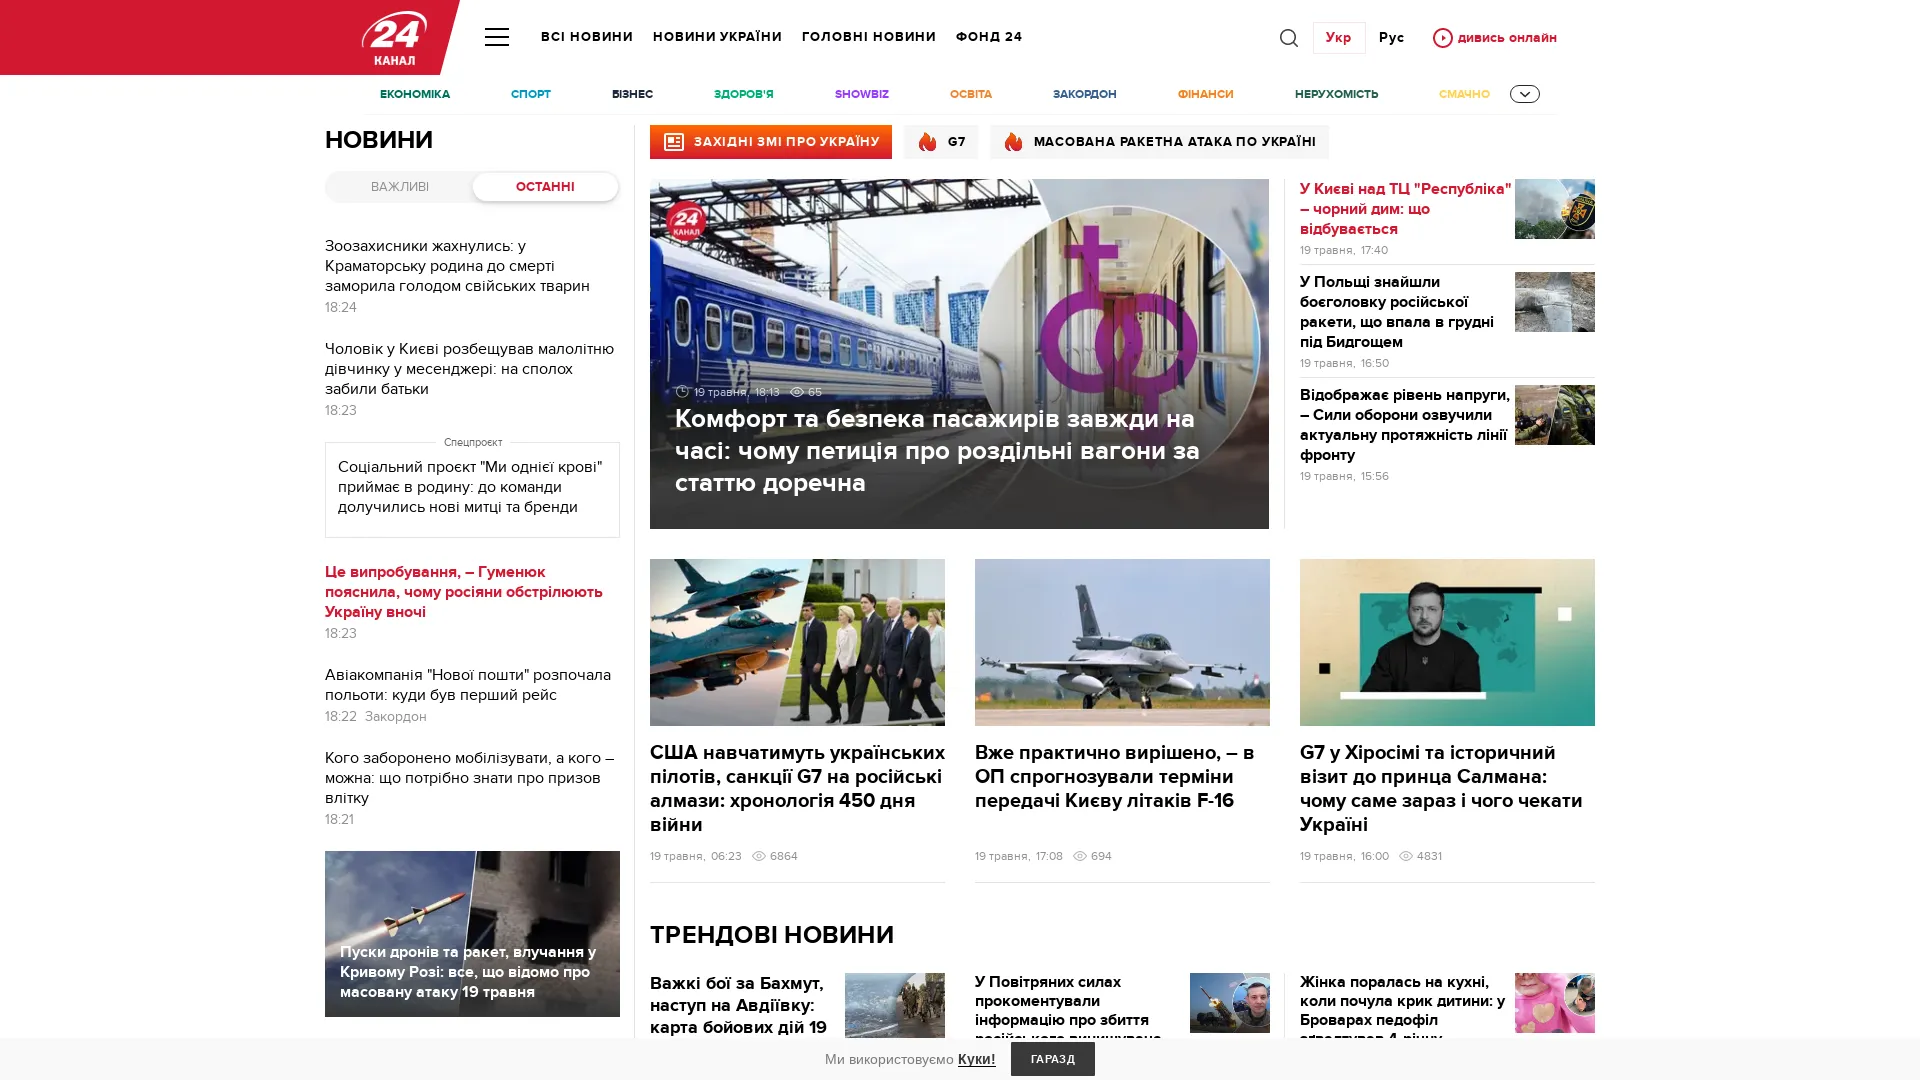 24
КАНАЛ
ВСІ НОВИНИ
НОВИНИ УКРАЇНИ
ГОЛОВНІ НОВИНИ
ФОНД 24
Укр
Рус
дивись онлайн
ЕКОНОМІКА
СПОРТ
БІЗНЕС
ЗДОРОВ'Я
SHOWBIZ
ОСВІТА
ЗАКОРДОН
ФІНАНСИ
НЕРУХОМІСТЬ
СМАЧНО
НОВИНИ
ВАЖЛИВІ
ОСТАННІ
Зоозахисники жахнулись: у
Краматорську родина до смерті
заморила голодом свійських тварин
18:24
Чоловік у Києві розбещував малолітню
дівчинку у месенджері: на сполох
забили батьки
18:23
Спецпроєкт
Соціальний проєкт "Ми однієї крові"
приймає в родину: до команди
долучились нові митці та бренди
Це випробування, – Гуменюк
пояснила, чому росіяни обстрілюють
Україну вночі
18:23
Авіакомпанія "Нової пошти" розпочала
польоти: куди був перший рейс
18:22 Закордон
Кого заборонено мобілізувати, а кого –
можна: що потрібно знати про призов
влітку
18:21
Пуски дронів та ракет, влучання у
Кривому Розі: все, що відомо про
масовану атаку 19 травня
ЗАХІДНІ ЗМІ ПРО УКРАЇНУ
G7
МАСОВАНА РАКЕТНА АТАКА ПО УКРАЇНІ
24
КАНАЛ
19 травня, 18:13 65
Комфорт та безпека пасажирів завжди на
часі: чому петиція про роздільні вагони за
статтю доречна
У Києві над ТЦ "Республіка"
– чорний дим: що
відбувається
19 травня, 17:40
У Польщі знайшли
боєголовку російської
ракети, що впала в грудні
під Бидгощем
19 травня, 16:50
Відображає рівень напруги,
– Сили оборони озвучили
актуальну протяжність лінії
фронту
19 травня, 15:56
США навчатимуть українських
пілотів, санкції G7 на російські
алмази: хронологія 450 дня
війни
19 травня, 06:23 6864
Вже практично вирішено, – в
ОП спрогнозували терміни
передачі Києву літаків F-16
19 травня, 17:08 694
G7 у Хіросімі та історичний
візит до принца Салмана:
чому саме зараз і чого чекати
Україні
19 травня, 16:00 4831
ТРЕНДОВІ НОВИНИ
Важкі бої за Бахмут,
наступ на Авдіївку:
карта бойових дій 19
У Повітряних силах
прокоментували
інформацію про збиття
Жінка поралась на кухні,
коли почула крик дитини: у
Броварах педофіл
Ми використовуємо Куки!
ГАРАЗД